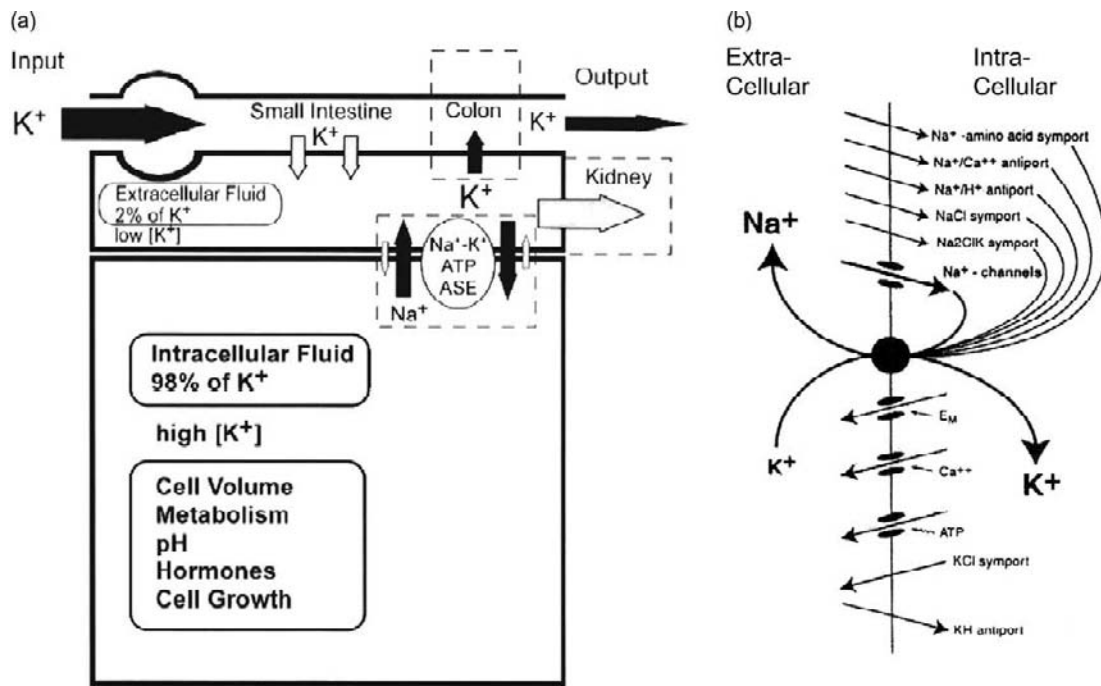 (a)
Input
K+
Small Intestine
K+
Colon
Output
K+
K+
Kidney
Extracellular Fluid
2% of K+
low [K+]
Na+-K+
ATP
ASE
Na+
Intracellular Fluid
98% of K+
high [K+]
Cell Volume
Metabolism
pH
Hormones
Cell Growth
(b)
Extra-
Cellular
Intra-
Cellular
Na+ -amino acid symport
Na+/Ca++ antiport
Na+/H+ antiport
NaCl symport
Na2ClK symport
Na+ - channels
Na+
EM
K+
Ca++
K+
ATP
KCl symport
KH antiport